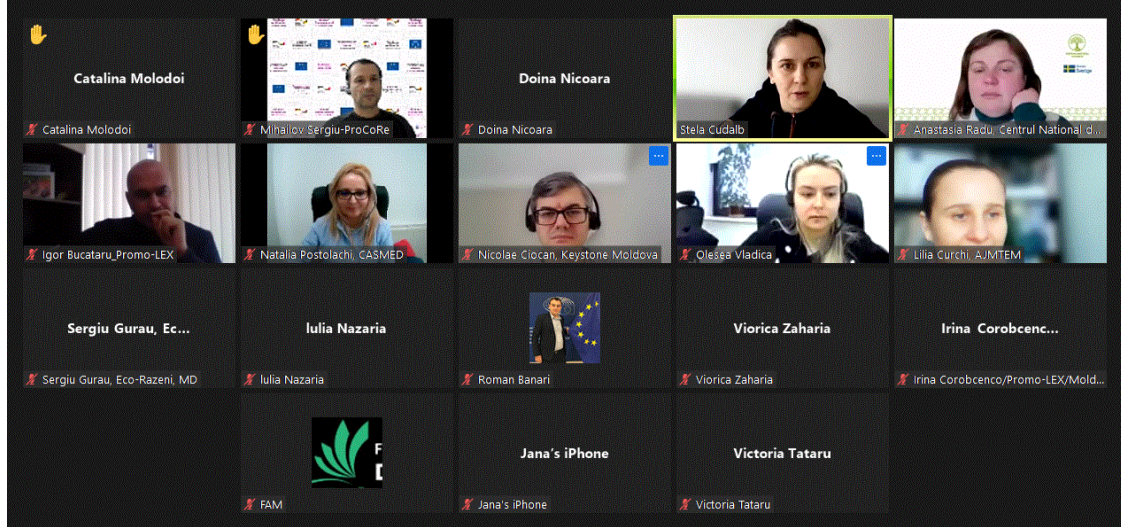 Catalina Molodoi
Catalina Molodoi
Mihailov Sergiu-ProCoRe
Doina Nicoara
Doina Nicoara
Stela Cudalb
Anastasia Radu, Centrul National d...
Sverige
Igor Bucataru_Promo-LEX
Natalia Postolachi, CASMED
Nicolae Ciocan, Keystone Moldova
Olesea Vladica
Lilia Curchi, AJMTEM
Sergiu Gurau, Ec...
Sergiu Gurau, Eco-Razeni, MD
Iulia Nazaria
Iulia Nazaria
Roman Banari
Viorica Zaharia
Viorica Zaharia
Irina Corobcenc...
Irina Corobcenco/Promo-LEX/Mold...
F
D
FAM
Jana's iPhone
Jana's iPhone
Victoria Tataru
Victoria Tataru